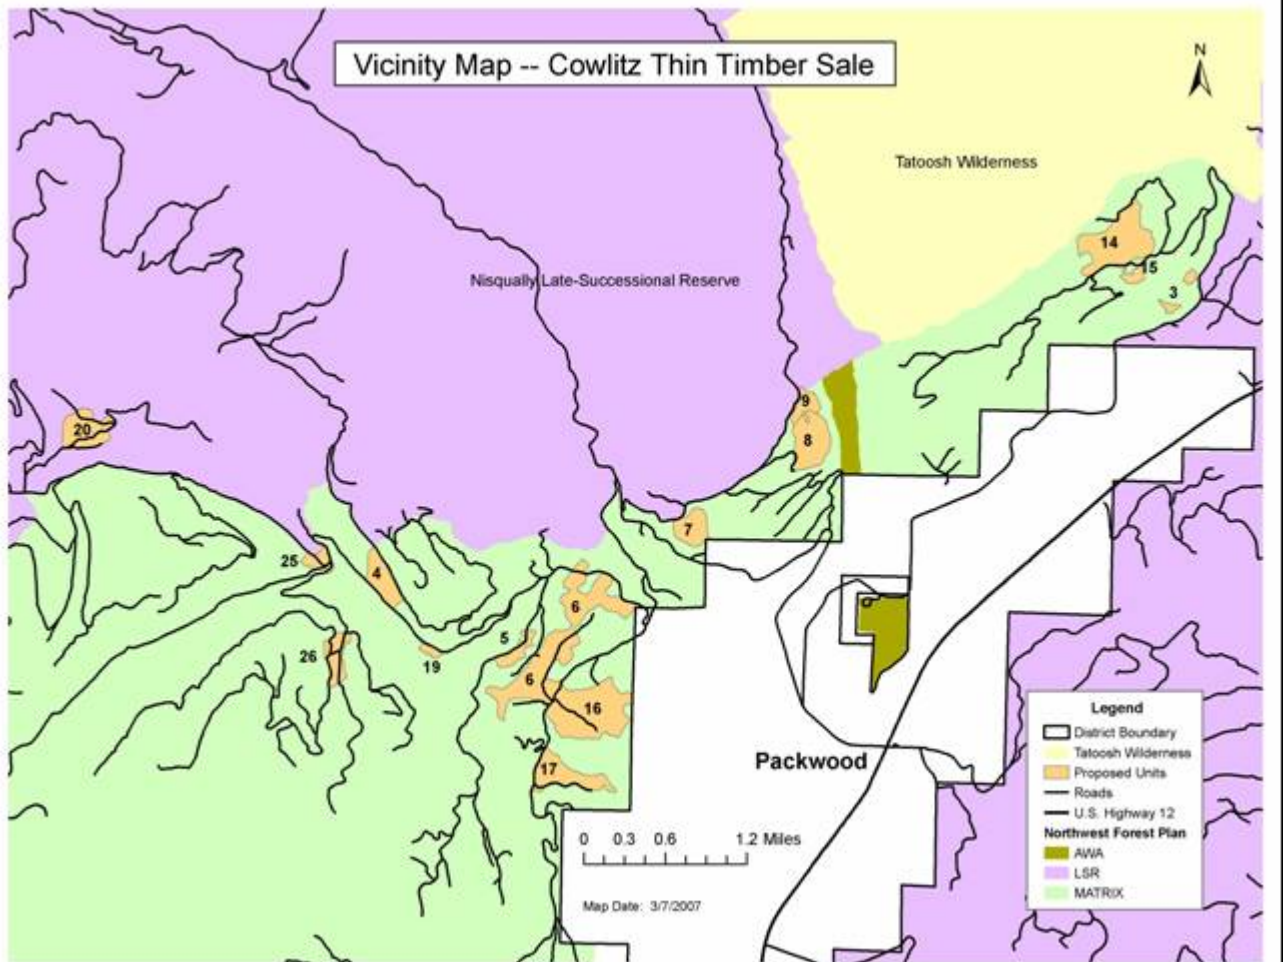 Vicinity Map -- Cowlitz Thin Timber Sale
N
Tatoosh Wilderness
14
15
3
Nisqually Late-Successional Reserve
9
8
20
7
25
4
6
5
26
19
6
16
17
Packwood
0 0.3 0.6 1.2 Miles
Map Date: 3/7/2007
Legend
District Boundary
Tatoosh Wilderness
Proposed Units
Roads
U.S. Highway 12
Northwest Forest Plan
AWA
LSR
MATRIX